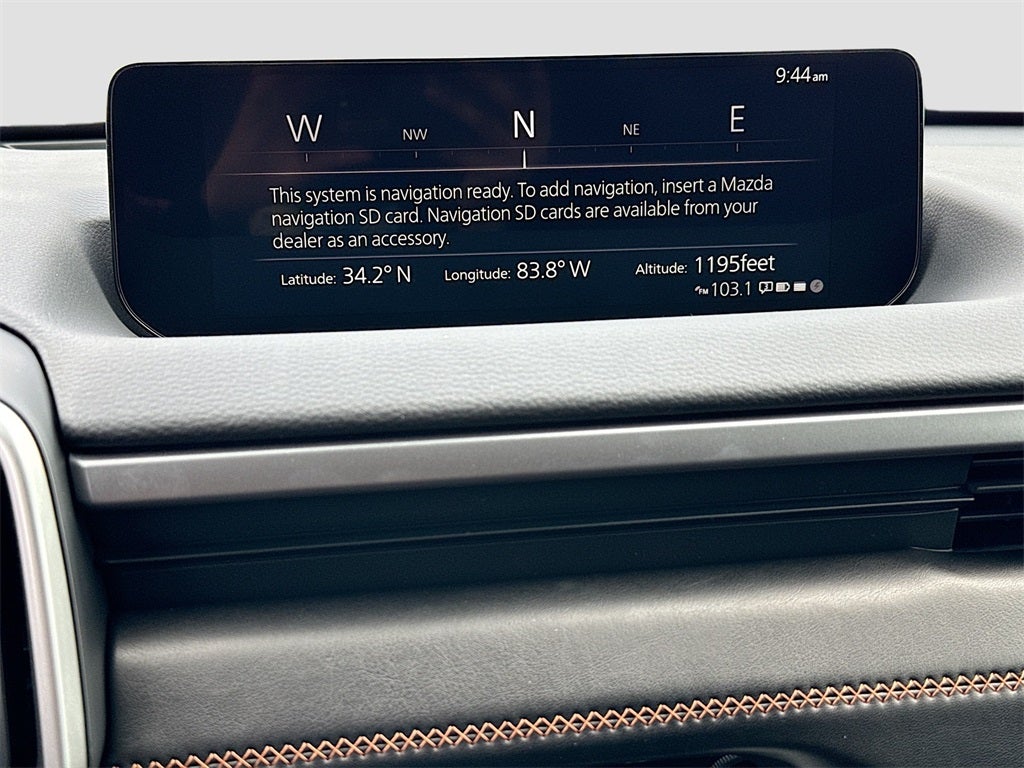 9:44am
W NW N NE E
This system is navigation ready. To add navigation, insert a Mazda
navigation SD card. Navigation SD cards are available from your
dealer as an accessory.
Latitude: 34.2° N Longitude: 83.8° W Altitude: 1195feet
FM 103.1